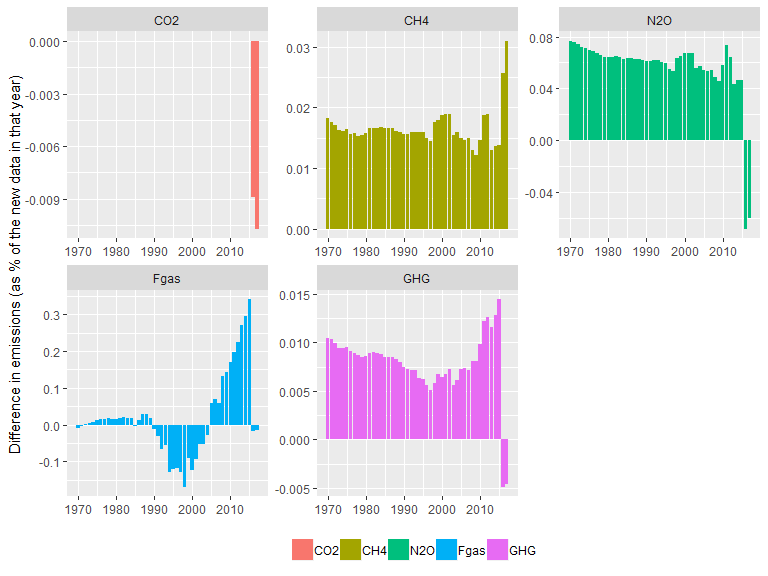 CO2 CH4 N2O
0.000 -0.003 -0.006 -0.009
0.03 0.02 0.01 0.00
0.08 0.04 0.00 -0.04
1970 1980 1990 2000 2010 1970 1980 1990 2000 2010 1970 1980 1990 2000 2010
Difference in emissions (as % of the new data in that year)
Fgas GHG
0.3 0.2 0.1 0.0 -0.1
0.015 0.010 0.005 0.000 -0.005
1970 1980 1990 2000 2010 1970 1980 1990 2000 2010
CO2 CH4 N2O Fgas GHG